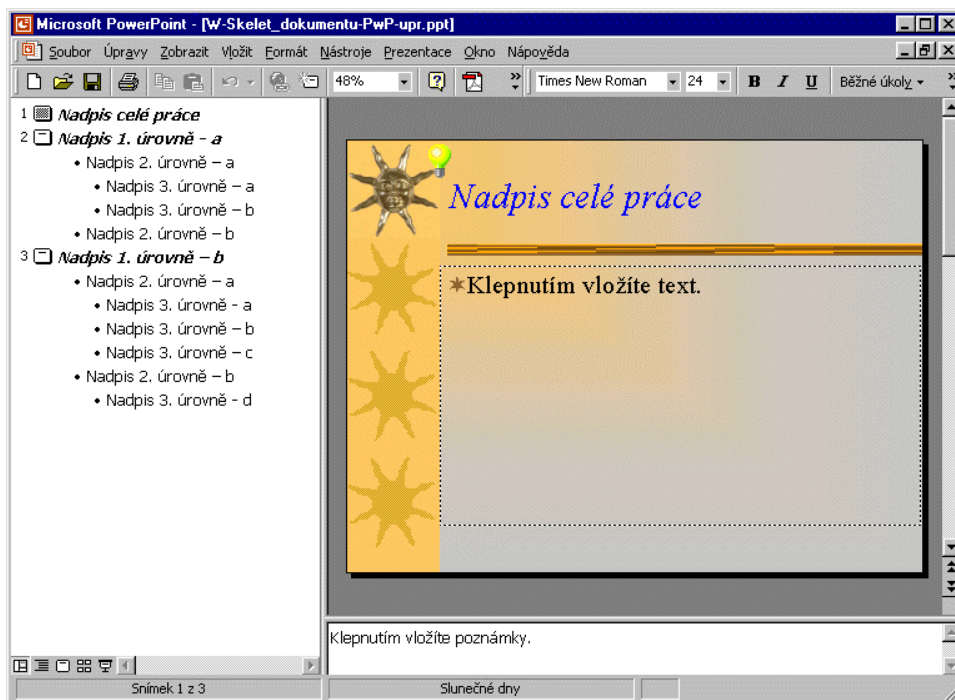 Microsoft PowerPoint - [W-Skelet_dokumentu-PwP-upr.ppt]
Soubor Úpravy Zobrazit Vložit Formát Nástroje Prezentace Okno Nápověda
48% Times New Roman 24 B I U Běžné úkoly
1 Nadpis celé práce
2 Nadpis 1. úrovně - a
• Nadpis 2. úrovně – a
• Nadpis 3. úrovně – a
• Nadpis 3. úrovně – b
• Nadpis 2. úrovně – b
3 Nadpis 1. úrovně – b
• Nadpis 2. úrovně – a
• Nadpis 3. úrovně - a
• Nadpis 3. úrovně – b
• Nadpis 3. úrovně – c
• Nadpis 2. úrovně – b
• Nadpis 3. úrovně - d
Nadpis celé práce
Klepnutím vložíte text.
Klepnutím vložíte poznámky.
Snímek 1 z 3 Slunečné dny